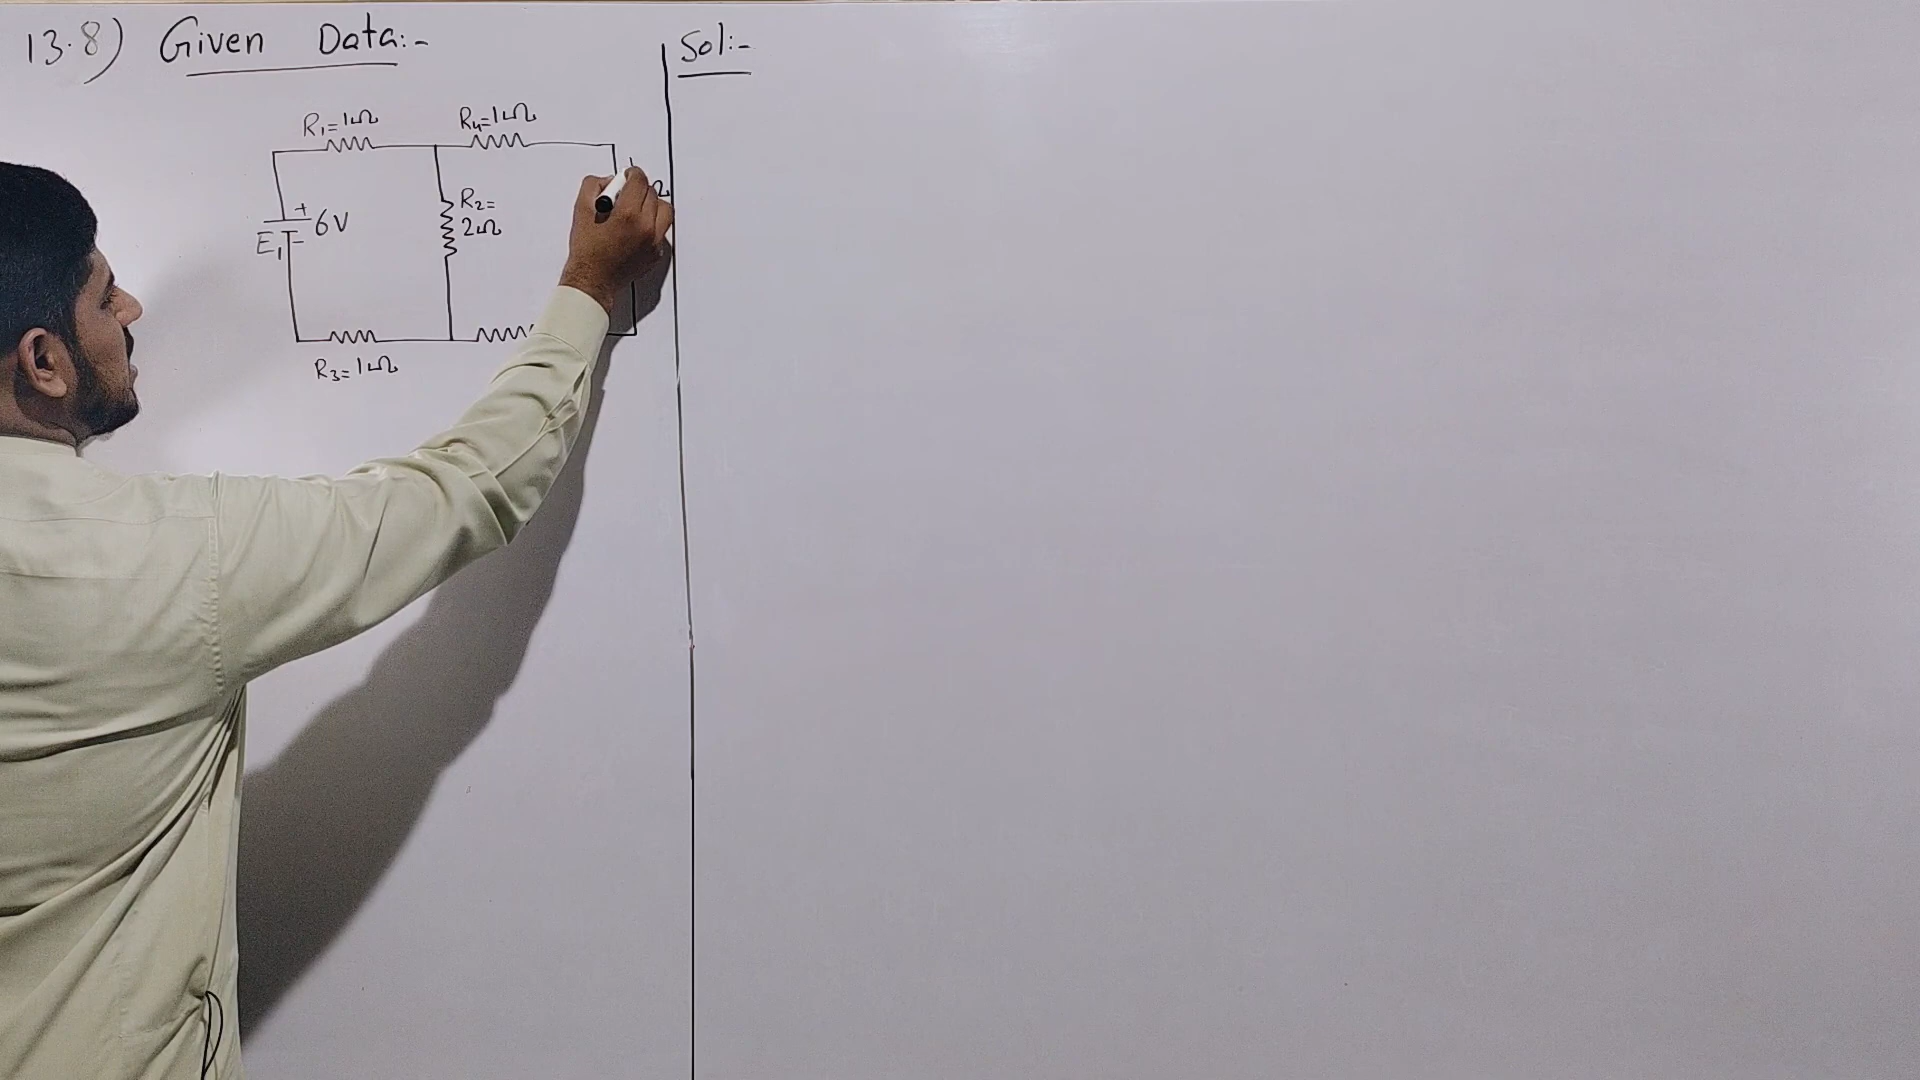 13.8) Given Data:-
Sol:-
R₁=1Ω
R₄=1Ω
R₂=
2Ω
+
6V
E₁
-
Ω
R₃=1Ω